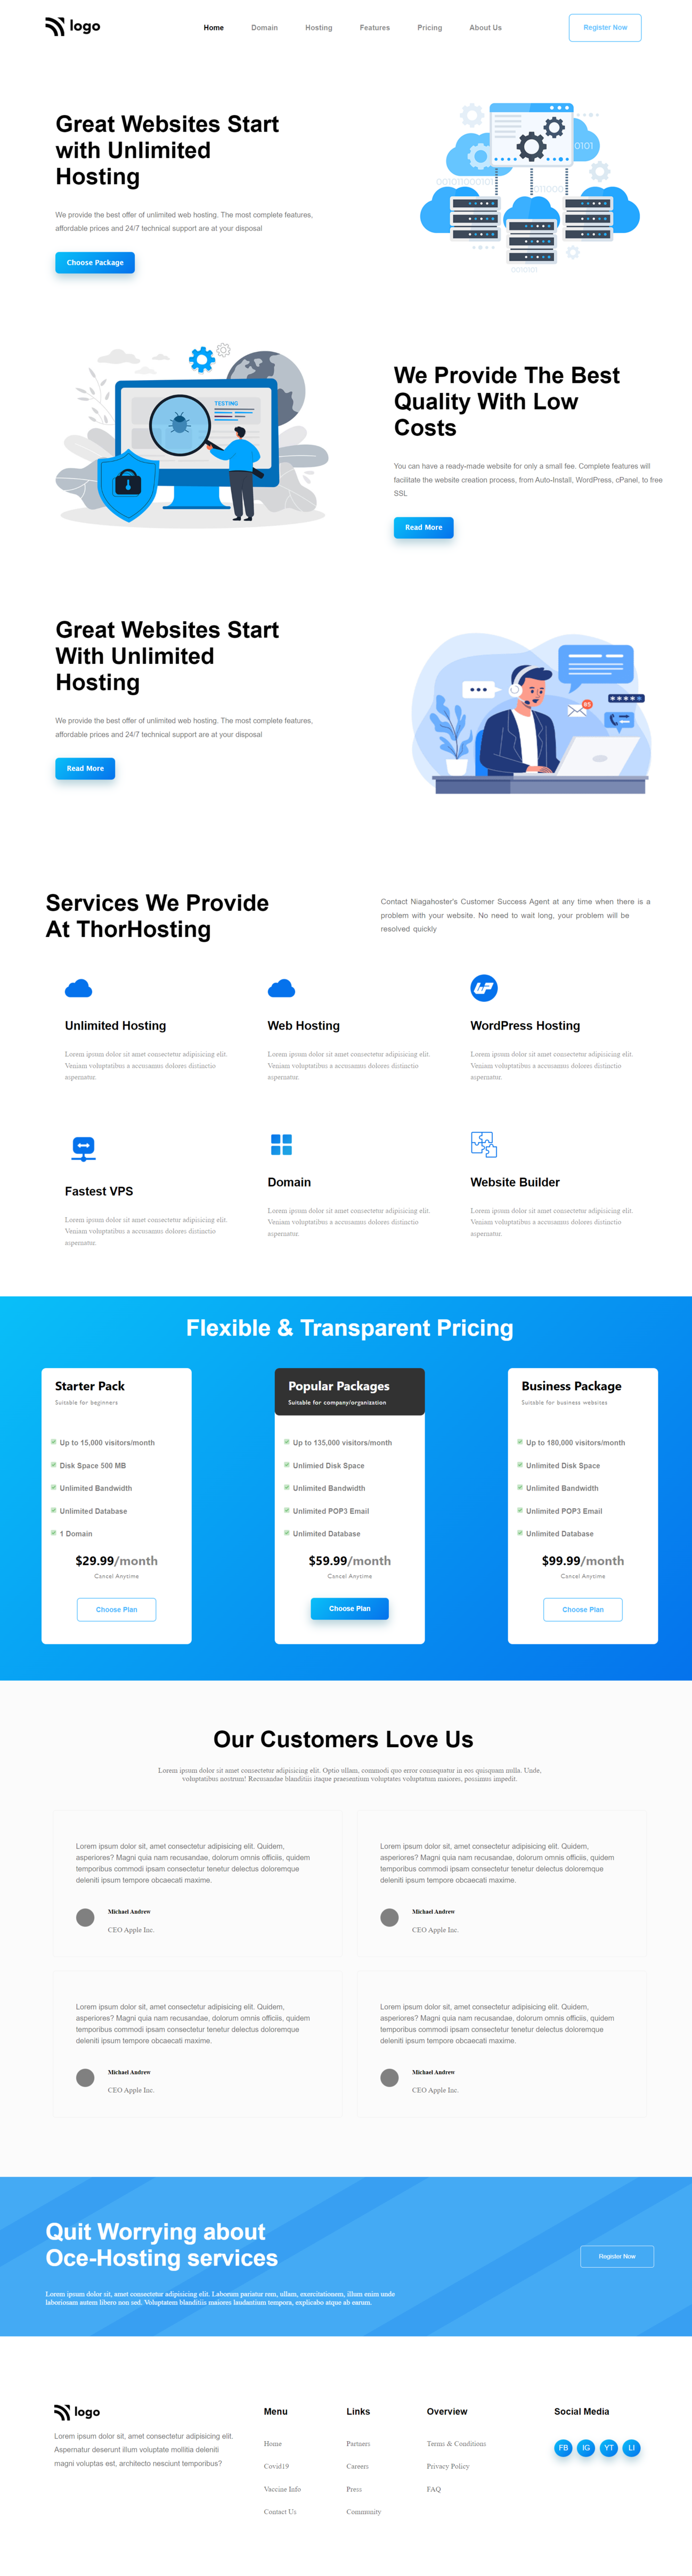 logo
Home
Domain
Hosting
Features
Pricing
About Us
Register Now
Great Websites Start
with Unlimited
Hosting
We provide the best offer of unlimited web hosting. The most complete features,
affordable prices and 24/7 technical support are at your disposal
Choose Package
TESTING
We Provide The Best
Quality With Low
Costs
You can have a ready-made website for only a small fee. Complete features will
facilitate the website creation process, from Auto-Install, WordPress, cPanel, to free
SSL
Read More
Great Websites Start
With Unlimited
Hosting
We provide the best offer of unlimited web hosting. The most complete features,
affordable prices and 24/7 technical support are at your disposal
Read More
Services We Provide
At ThorHosting
Contact Niagahoster's Customer Success Agent at any time when there is a
problem with your website. No need to wait long, your problem will be
resolved quickly
Unlimited Hosting
Lorem ipsum dolor sit amet consectetur adipisicing elit.
Veniam voluptatibus a accusamus dolores distinctio
aspernatur.
Web Hosting
Lorem ipsum dolor sit amet consectetur adipisicing elit.
Veniam voluptatibus a accusamus dolores distinctio
aspernatur.
WordPress Hosting
Lorem ipsum dolor sit amet consectetur adipisicing elit.
Veniam voluptatibus a accusamus dolores distinctio
aspernatur.
Fastest VPS
Lorem ipsum dolor sit amet consectetur adipisicing elit.
Veniam voluptatibus a accusamus dolores distinctio
aspernatur.
Domain
Lorem ipsum dolor sit amet consectetur adipisicing elit.
Veniam voluptatibus a accusamus dolores distinctio
aspernatur.
Website Builder
Lorem ipsum dolor sit amet consectetur adipisicing elit.
Veniam voluptatibus a accusamus dolores distinctio
aspernatur.
Flexible & Transparent Pricing
Starter Pack
Suitable for beginners
Up to 15,000 visitors/month
Disk Space 500 MB
Unlimited Bandwidth
Unlimited Database
1 Domain
$29.99/month
Cancel Anytime
Choose Plan
Popular Packages
Suitable for company/organization
Up to 135,000 visitors/month
Unlimied Disk Space
Unlimited Bandwidth
Unlimited POP3 Email
Unlimited Database
$59.99/month
Cancel Anytime
Choose Plan
Business Package
Suitable for business websites
Up to 180,000 visitors/month
Unlimited Disk Space
Unlimited Bandwidth
Unlimited POP3 Email
Unlimited Database
$99.99/month
Cancel Anytime
Choose Plan
Our Customers Love Us
Lorem ipsum dolor sit amet consectetur adipisicing elit. Optio ullam, commodi quo error consequatur in eos quisquam nulla. Unde,
voluptatibus nostrum! Recusandae blanditiis itaque praesentium voluptates voluptatum maiores, possimus impedit.
Lorem ipsum dolor sit, amet consectetur adipisicing elit. Quidem,
asperiores? Magni quia nam recusandae, dolorum omnis officiis, quidem
temporibus commodi ipsam consectetur tenetur delectus doloremque
deleniti ipsum tempore obcaecati maxime.
Michael Andrew
CEO Apple Inc.
Lorem ipsum dolor sit, amet consectetur adipisicing elit. Quidem,
asperiores? Magni quia nam recusandae, dolorum omnis officiis, quidem
temporibus commodi ipsam consectetur tenetur delectus doloremque
deleniti ipsum tempore obcaecati maxime.
Michael Andrew
CEO Apple Inc.
Lorem ipsum dolor sit, amet consectetur adipisicing elit. Quidem,
asperiores? Magni quia nam recusandae, dolorum omnis officiis, quidem
temporibus commodi ipsam consectetur tenetur delectus doloremque
deleniti ipsum tempore obcaecati maxime.
Michael Andrew
CEO Apple Inc.
Lorem ipsum dolor sit, amet consectetur adipisicing elit. Quidem,
asperiores? Magni quia nam recusandae, dolorum omnis officiis, quidem
temporibus commodi ipsam consectetur tenetur delectus doloremque
deleniti ipsum tempore obcaecati maxime.
Michael Andrew
CEO Apple Inc.
Quit Worrying about
Oce-Hosting services
Lorem ipsum dolor sit, amet consectetur adipisicing elit. Laborum pariatur rem, ullam, exercitationem, illum enim unde
laboriosam autem libero non sed. Voluptatem blanditiis maiores laudantium tempora, explicabo atque ab earum.
Register Now
logo
Lorem ipsum dolor sit, amet consectetur adipisicing elit.
Aspernatur deserunt illum voluptate mollitia deleniti
magni voluptas est, architecto nesciunt temporibus?
Menu
Home
Covid19
Vaccine Info
Contact Us
Links
Partners
Careers
Press
Community
Overview
Terms & Conditions
Privacy Policy
FAQ
Social Media
FB
IG
YT
LI